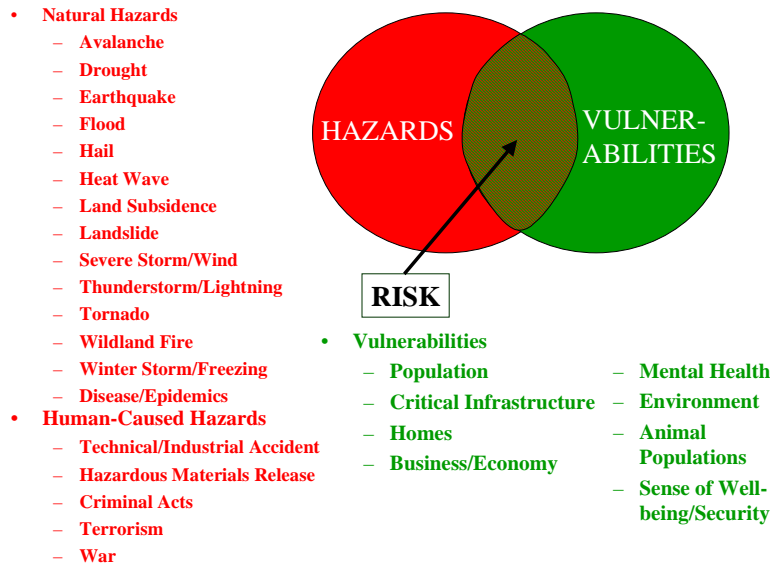 • Natural Hazards
– Avalanche
– Drought
– Earthquake
– Flood
– Hail
– Heat Wave
– Land Subsidence
– Landslide
– Severe Storm/Wind
– Thunderstorm/Lightning
– Tornado
– Wildland Fire
– Winter Storm/Freezing
– Disease/Epidemics
• Human-Caused Hazards
– Technical/Industrial Accident
– Hazardous Materials Release
– Criminal Acts
– Terrorism
– War
HAZARDS
VULNER-
ABILITIES
RISK
• Vulnerabilities
– Population
– Critical Infrastructure
– Homes
– Business/Economy
– Mental Health
– Environment
– Animal
Populations
– Sense of Well-
being/Security